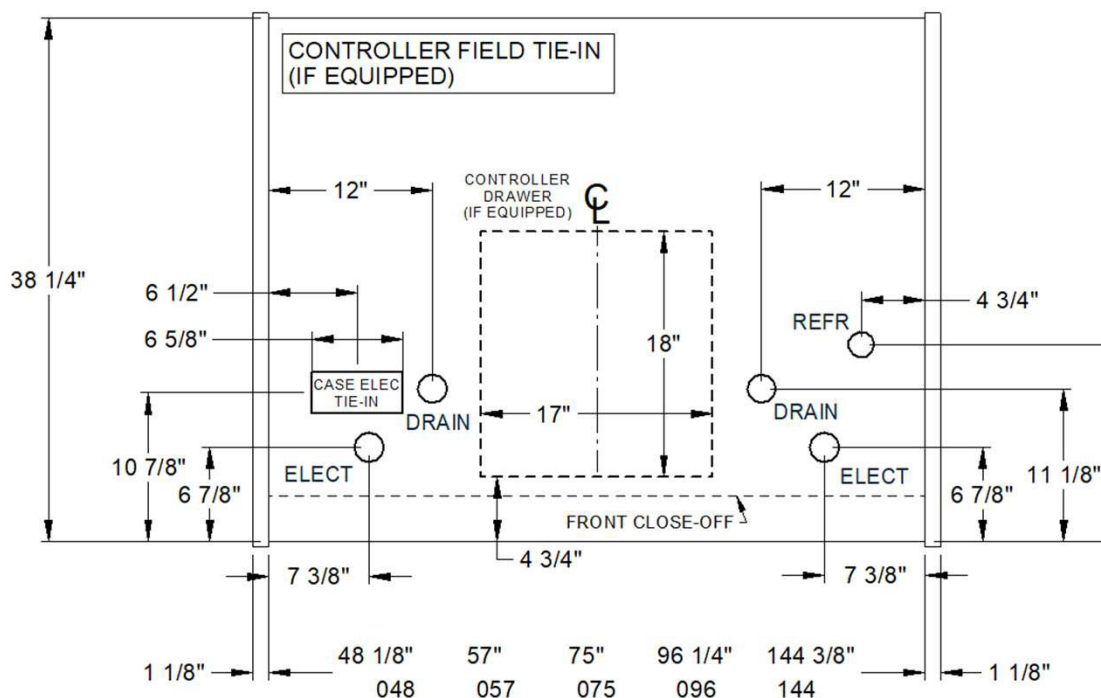 CONTROLLER FIELD TIE-IN
(IF EQUIPPED)
12"
CONTROLLER
DRAWER
(IF EQUIPPED)
CL
12"
38 1/4"
6 1/2"
4 3/4"
REFR
6 5/8"
18"
CASE ELEC
TIE-IN
17"
DRAIN
DRAIN
10 7/8"
ELECT
ELECT
11 1/8"
6 7/8"
6 7/8"
FRONT CLOSE-OFF
4 3/4"
7 3/8"
7 3/8"
1 1/8"
48 1/8" 57" 75" 96 1/4" 144 3/8"
1 1/8"
048 057 075 096 144